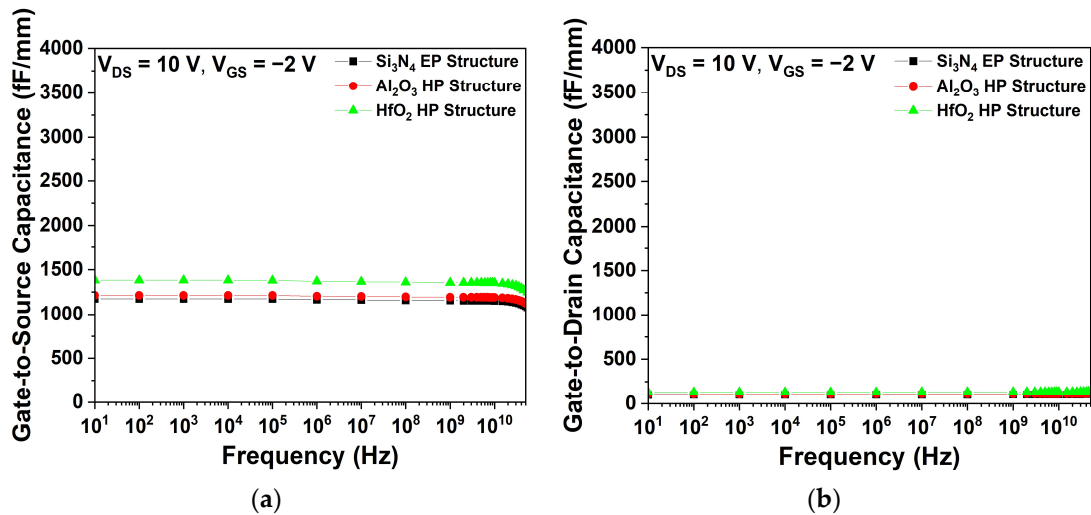 V_DS = 10 V, V_GS = −2 V
Si₃N₄ EP Structure
Al₂O₃ HP Structure
HfO₂ HP Structure
Gate-to-Source Capacitance (fF/mm)
4000
3500
3000
2500
2000
1500
1000
500
0
10¹ 10² 10³ 10⁴ 10⁵ 10⁶ 10⁷ 10⁸ 10⁹ 10¹⁰
Frequency (Hz)
(a)
V_DS = 10 V, V_GS = −2 V
Si₃N₄ EP Structure
Al₂O₃ HP Structure
HfO₂ HP Structure
Gate-to-Drain Capacitance (fF/mm)
4000
3500
3000
2500
2000
1500
1000
500
0
10¹ 10² 10³ 10⁴ 10⁵ 10⁶ 10⁷ 10⁸ 10⁹ 10¹⁰
Frequency (Hz)
(b)